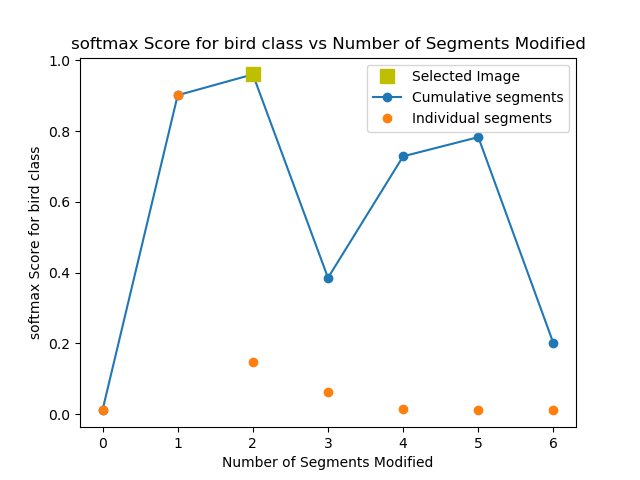 softmax Score for bird class vs Number of Segments Modified
1.0
0.8
0.6
0.4
0.2
0.0
softmax Score for bird class
Selected Image
Cumulative segments
Individual segments
0 1 2 3 4 5 6
Number of Segments Modified